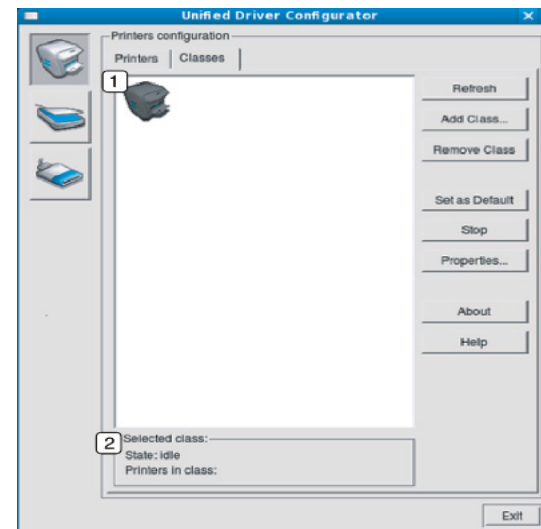 Unified Driver Configurator
Printers configuration
Printers Classes
1
Refresh
Add Class...
Remove Class
Set as Default
Stop
Properties...
About
Help
2
Selected class:
State: idle
Printers in class:
Exit